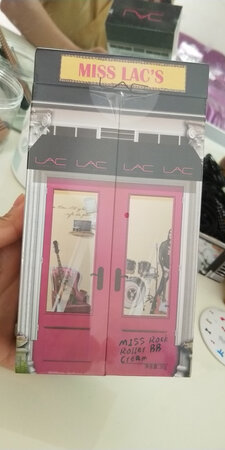 MISS LAC'S
LAC LAC LAC LAC
MISS Rock
Roller BB
Cream